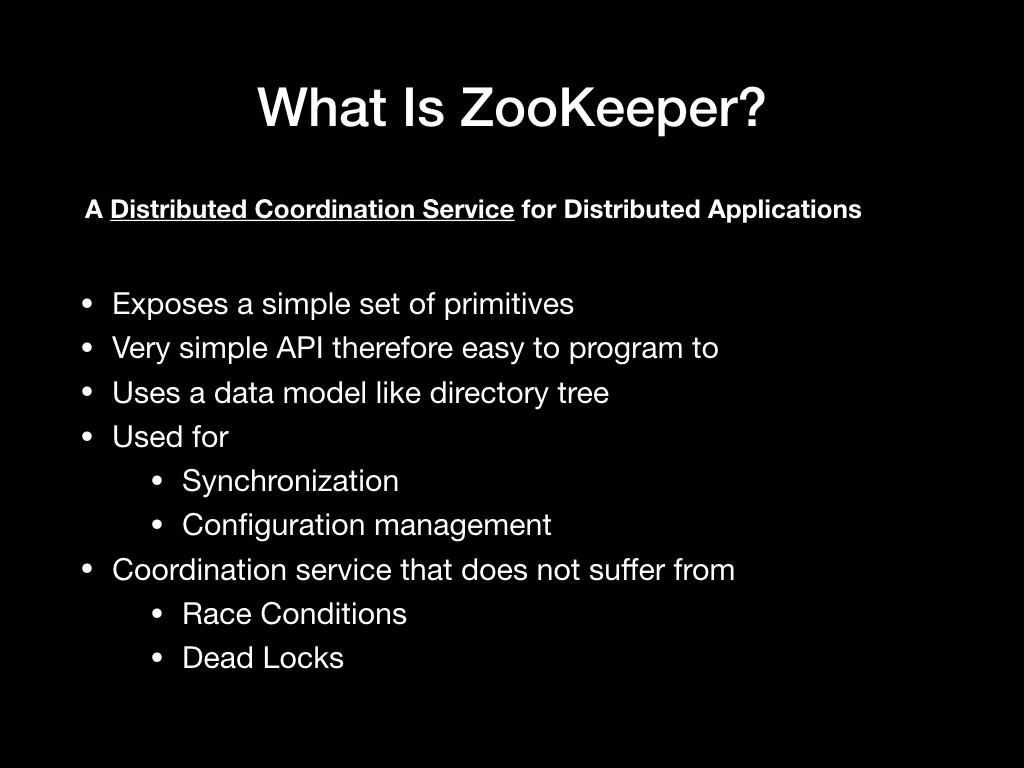 What Is ZooKeeper?
A Distributed Coordination Service for Distributed Applications
• Exposes a simple set of primitives
• Very simple API therefore easy to program to
• Uses a data model like directory tree
• Used for
• Synchronization
• Configuration management
• Coordination service that does not suffer from
• Race Conditions
• Dead Locks